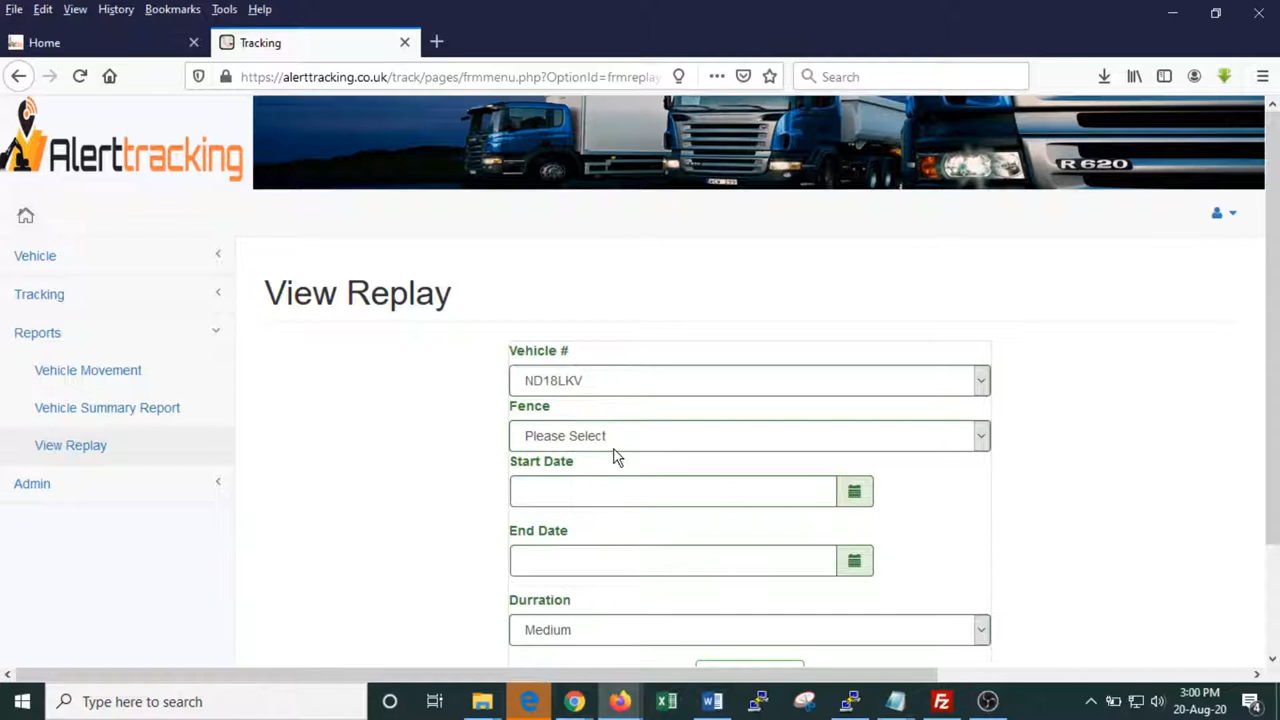 File Edit View History Bookmarks Tools Help
Home
Tracking
https://alerttracking.co.uk/track/pages/frmmenu.php?OptionId=frmreplay
Search
Alerttracking
R 620
Vehicle
Tracking
Reports
Vehicle Movement
Vehicle Summary Report
View Replay
Admin
View Replay
Vehicle #
ND18LKV
Fence
Please Select
Start Date
End Date
Durration
Medium
Type here to search
3:00 PM
20-Aug-20
4